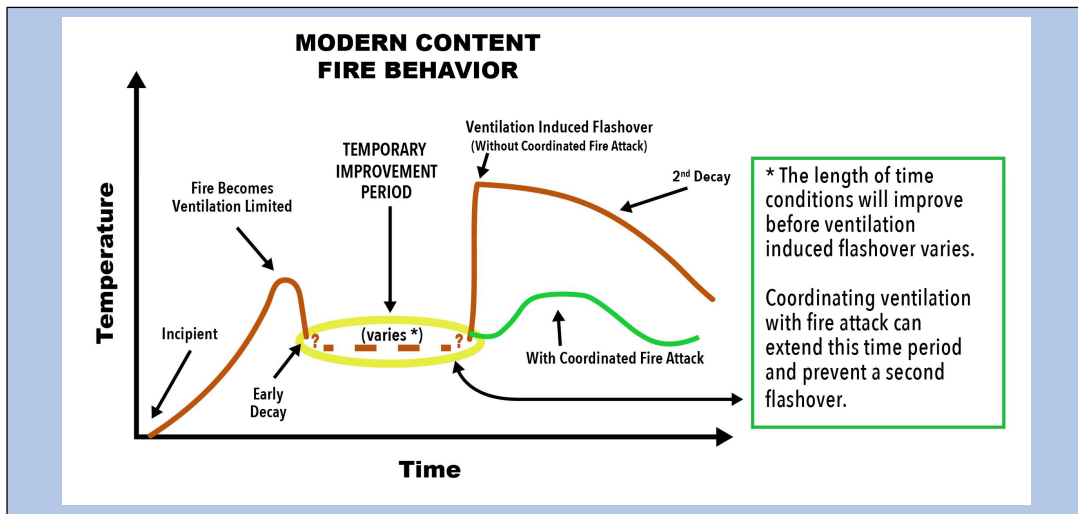 MODERN CONTENT
FIRE BEHAVIOR
Temperature
Time
Incipient
Fire Becomes
Ventilation Limited
Early
Decay
TEMPORARY
IMPROVEMENT
PERIOD
?
(varies *)
?
Ventilation Induced Flashover
(Without Coordinated Fire Attack)
2nd Decay
With Coordinated Fire Attack
* The length of time
conditions will improve
before ventilation
induced flashover varies.
Coordinating ventilation
with fire attack can
extend this time period
and prevent a second
flashover.